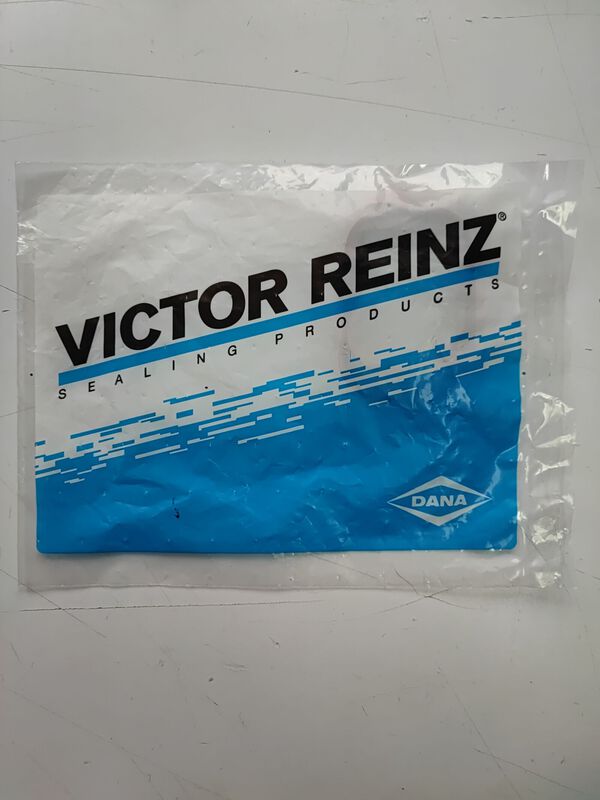 VICTOR REINZ®
SEALING PRODUCTS
DANA